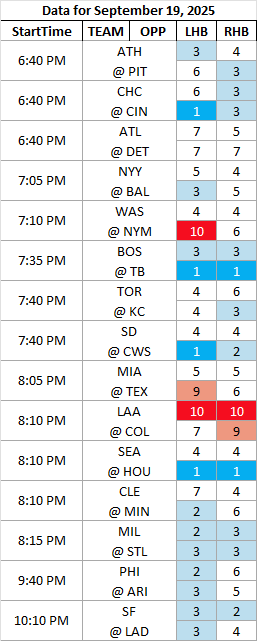 Data for September 19, 2025
StartTime TEAM OPP LHB RHB
6:40 PM ATH 3 4
@ PIT 6 3
6:40 PM CHC 6 3
@ CIN 1 3
6:40 PM ATL 7 5
@ DET 7 7
7:05 PM NYY 5 4
@ BAL 3 5
7:10 PM WAS 4 4
@ NYM 10 6
7:35 PM BOS 3 3
@ TB 1 1
7:40 PM TOR 4 6
@ KC 4 3
7:40 PM SD 4 4
@ CWS 1 2
8:05 PM MIA 5 5
@ TEX 9 6
8:10 PM LAA 10 10
@ COL 7 9
8:10 PM SEA 4 4
@ HOU 1 1
8:10 PM CLE 7 4
@ MIN 2 6
8:15 PM MIL 2 3
@ STL 3 3
9:40 PM PHI 2 6
@ ARI 3 5
10:10 PM SF 3 2
@ LAD 3 4